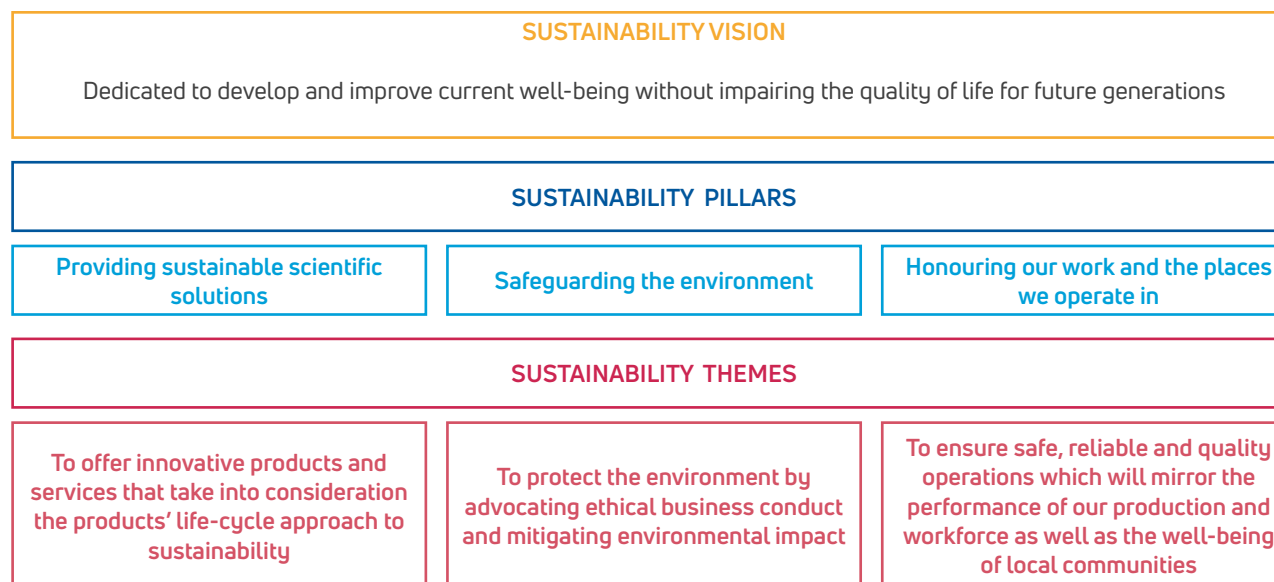 SUSTAINABILITY VISION
Dedicated to develop and improve current well-being without impairing the quality of life for future generations
SUSTAINABILITY PILLARS
Providing sustainable scientific
solutions
Safeguarding the environment
Honouring our work and the places
we operate in
SUSTAINABILITY THEMES
To offer innovative products and
services that take into consideration
the products' life-cycle approach to
sustainability
To protect the environment by
advocating ethical business conduct
and mitigating environmental impact
To ensure safe, reliable and quality
operations which will mirror the
performance of our production and
workforce as well as the well-being
of local communities